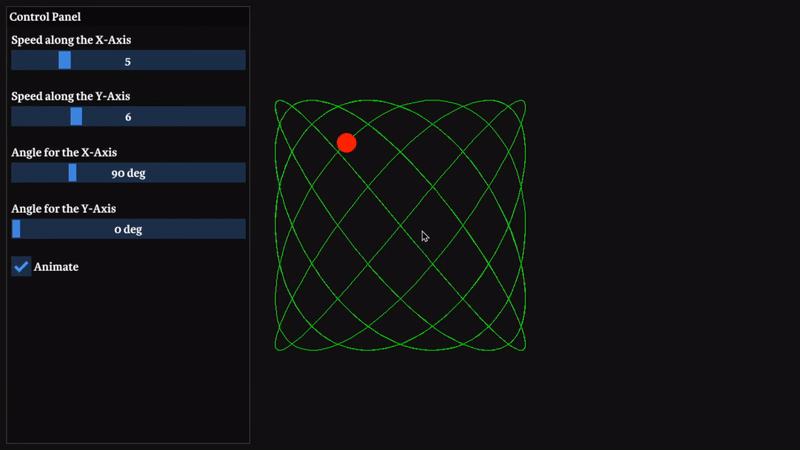 Control Panel
Speed along the X-Axis
5
Speed along the Y-Axis
6
Angle for the X-Axis
90 deg
Angle for the Y-Axis
0 deg
Animate